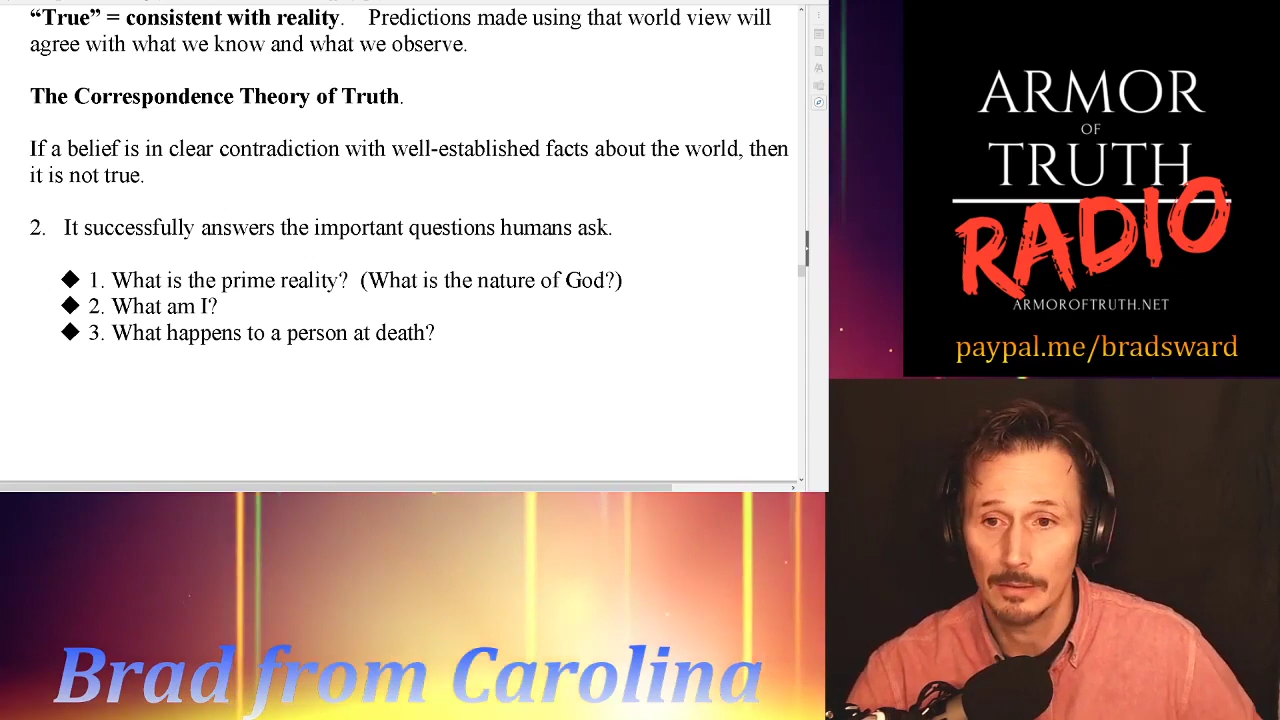 “True” = consistent with reality.    Predictions made using that world view will
agree with what we know and what we observe.
The Correspondence Theory of Truth.
If a belief is in clear contradiction with well-established facts about the world, then
it is not true.
2.   It successfully answers the important questions humans ask.
◆ 1. What is the prime reality?  (What is the nature of God?)
◆ 2. What am I?
◆ 3. What happens to a person at death?
ARMOR
OF
TRUTH
RADIO
ARMOROFTRUTH.NET
paypal.me/bradsward
Brad from Carolina